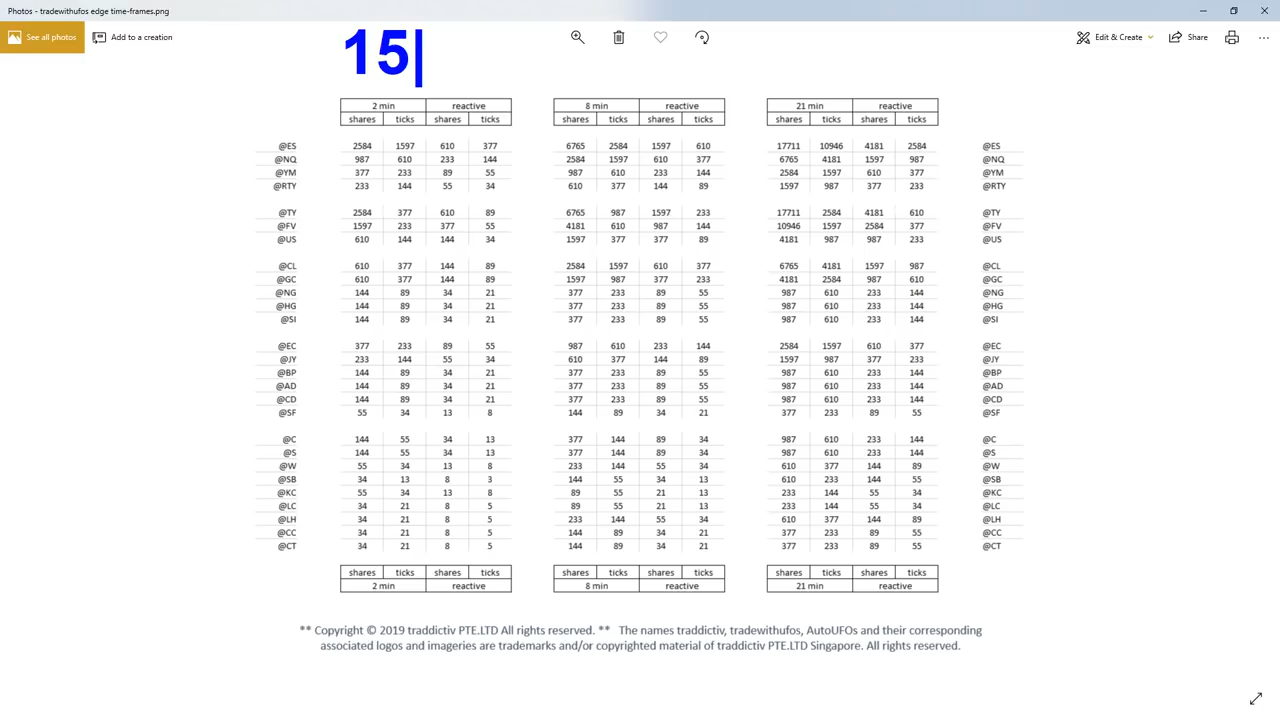 Photos - tradewithufos edge time-frames.png
See all photos Add to a creation Edit & Create Share
15
2 min reactive 8 min reactive 21 min reactive
shares ticks shares ticks shares ticks shares ticks shares ticks shares ticks
@ES 2584 1597 610 377 6765 2584 1597 610 17711 10946 4181 2584 @ES
@NQ 987 610 233 144 2584 1597 610 377 6765 4181 1597 987 @NQ
@YM 377 233 89 55 987 610 233 144 2584 1597 610 377 @YM
@RTY 233 144 55 34 610 377 144 89 1597 987 377 233 @RTY
@TY 2584 377 610 89 6765 987 1597 233 17711 2584 4181 610 @TY
@FV 1597 233 377 55 4181 610 987 144 10946 1597 2584 377 @FV
@US 610 144 144 34 1597 377 377 89 4181 987 987 233 @US
@CL 610 377 144 89 2584 1597 610 377 6765 4181 1597 987 @CL
@GC 610 377 144 89 1597 987 377 233 4181 2584 987 610 @GC
@NG 144 89 34 21 377 233 89 55 987 610 233 144 @NG
@HG 144 89 34 21 377 233 89 55 987 610 233 144 @HG
@SI 144 89 34 21 377 233 89 55 987 610 233 144 @SI
@EC 377 233 89 55 987 610 233 144 2584 1597 610 377 @EC
@JY 233 144 55 34 610 377 144 89 1597 987 377 233 @JY
@BP 144 89 34 21 377 233 89 55 987 610 233 144 @BP
@AD 144 89 34 21 377 233 89 55 987 610 233 144 @AD
@CD 144 89 34 21 377 233 89 55 987 610 233 144 @CD
@SF 55 34 13 8 144 89 34 21 377 233 89 55 @SF
@C 144 55 34 13 377 144 89 34 987 610 233 144 @C
@S 144 55 34 13 377 144 89 34 987 610 233 144 @S
@W 55 34 13 8 233 144 55 34 610 377 144 89 @W
@SB 34 13 8 3 144 55 34 13 610 233 144 55 @SB
@KC 55 34 13 8 89 55 21 13 233 144 55 34 @KC
@LC 34 21 8 5 89 55 21 13 233 144 55 34 @LC
@LH 34 21 8 5 233 144 55 34 610 377 144 89 @LH
@CC 34 21 8 5 144 89 34 21 377 233 89 55 @CC
@CT 34 21 8 5 144 89 34 21 377 233 89 55 @CT
shares ticks shares ticks shares ticks shares ticks shares ticks shares ticks
2 min reactive 8 min reactive 21 min reactive
** Copyright © 2019 traddictiv PTE.LTD All rights reserved. ** The names traddictiv, tradewithufos, AutoUFOs and their corresponding
associated logos and imageries are trademarks and/or copyrighted material of traddictiv PTE.LTD Singapore. All rights reserved.